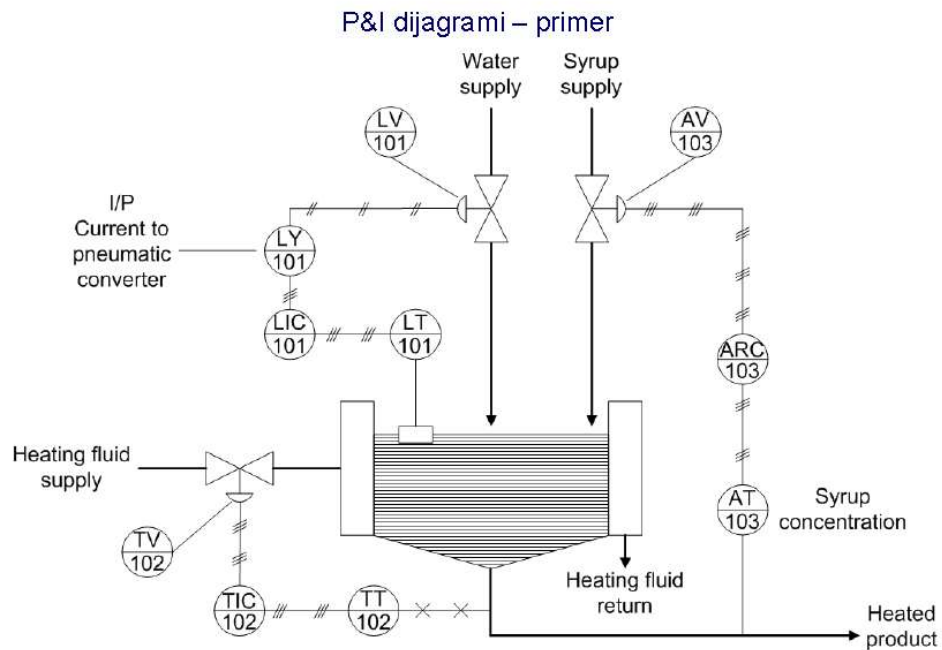 P&I dijagrami – primer
Water
supply
Syrup
supply
LV
101
AV
103
I/P
Current to
pneumatic
converter
LY
101
LIC
101
LT
101
ARC
103
Heating fluid
supply
AT
103
Syrup
concentration
TV
102
TIC
102
TT
102
Heating fluid
return
Heated
product